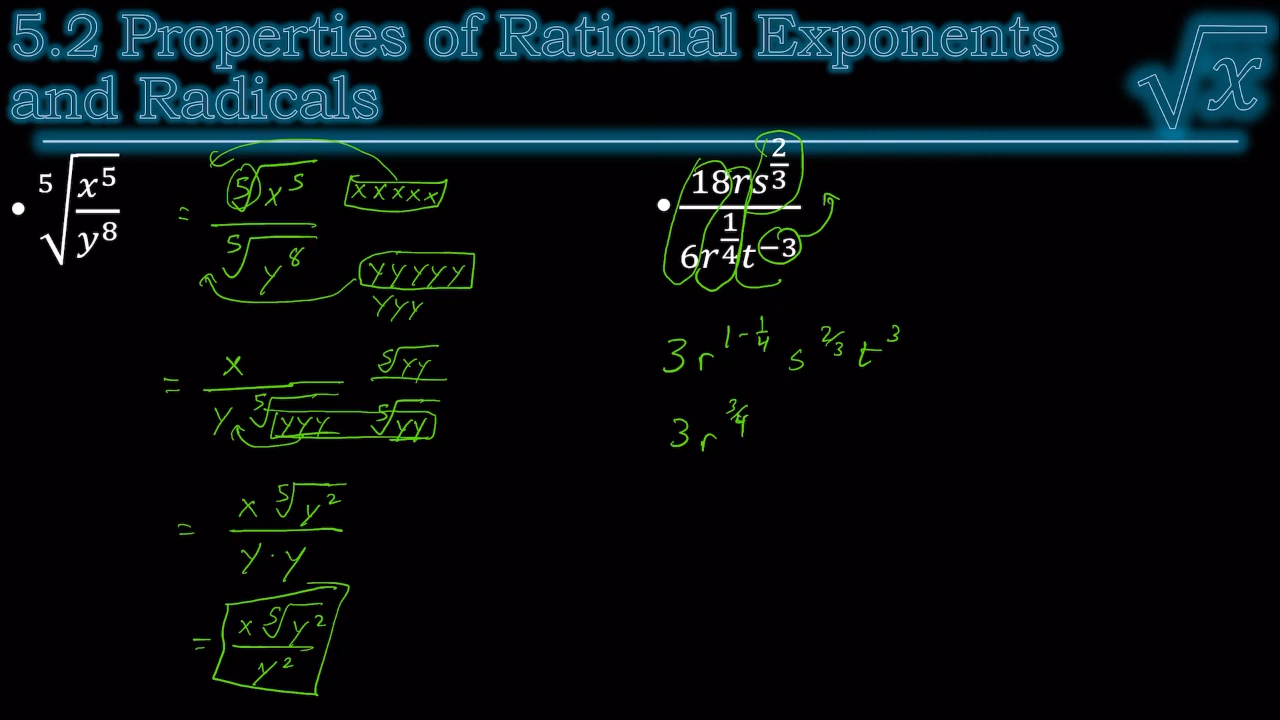 5.2 Properties of Rational Exponents
and Radicals
√x
• ⁵√(x⁵/y⁸)
= ⁵√x⁵ / ⁵√y⁸
xxxxx
yyyyy
yyy
= x / (y ⁵√yyy) · ⁵√yy / ⁵√yy
= x ⁵√y² / (y · y)
= x ⁵√y² / y²
• 18rs^(2/3) / (6r^(1/4) t^(−3))
3r^(1−1/4) s^(2/3) t^3
3r^(3/4)